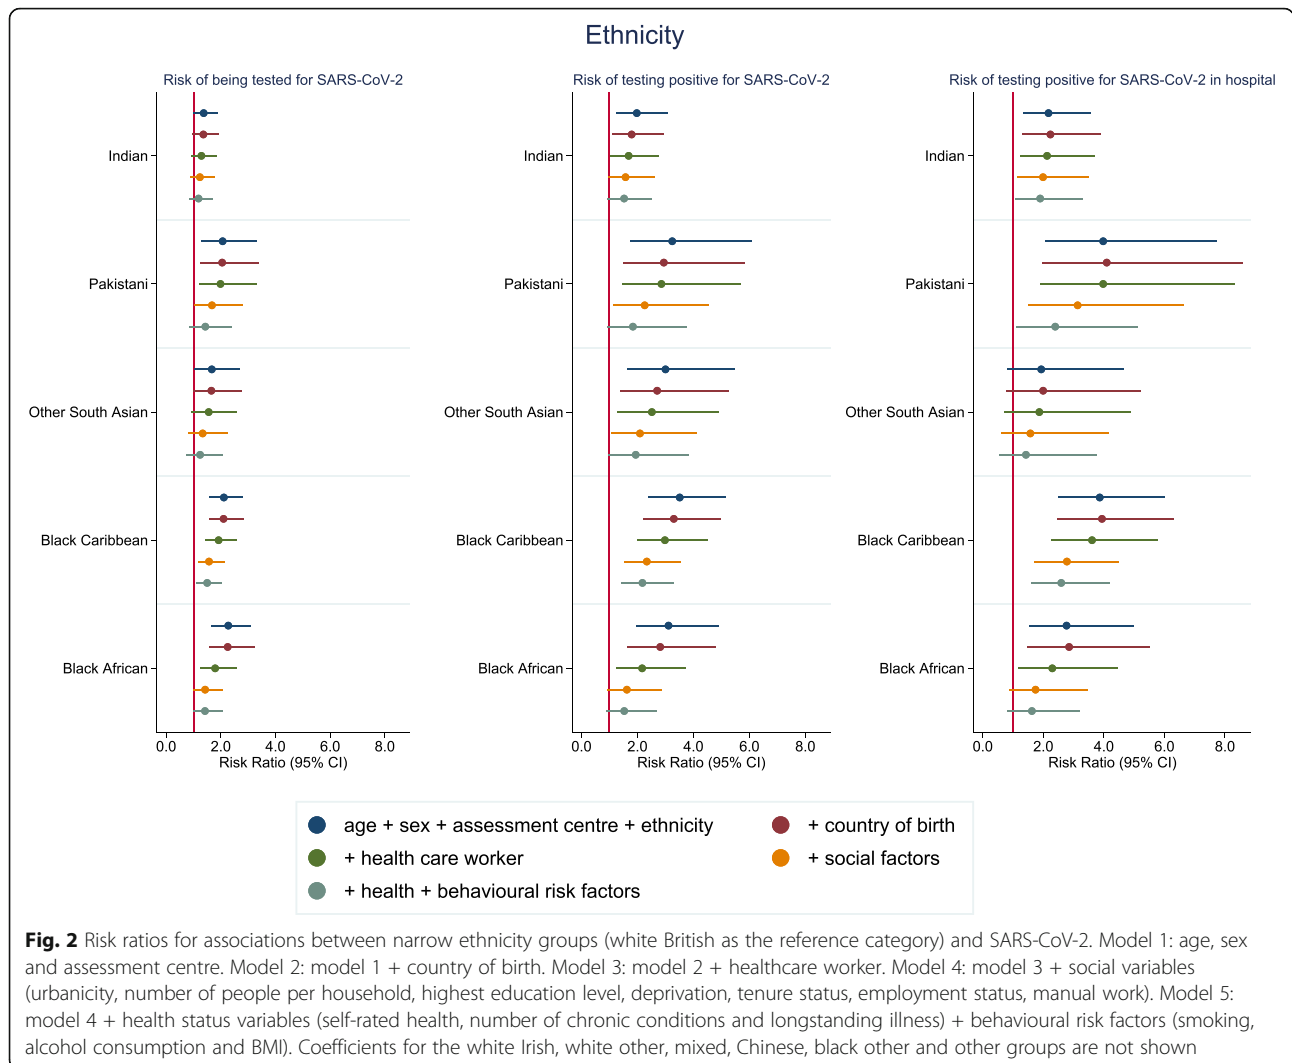 Ethnicity
Risk of being tested for SARS-CoV-2
Indian
Pakistani
Other South Asian
Black Caribbean
Black African
0.0 2.0 4.0 6.0 8.0
Risk Ratio (95% CI)
Risk of testing positive for SARS-CoV-2
Indian
Pakistani
Other South Asian
Black Caribbean
Black African
0.0 2.0 4.0 6.0 8.0
Risk Ratio (95% CI)
Risk of testing positive for SARS-CoV-2 in hospital
Indian
Pakistani
Other South Asian
Black Caribbean
Black African
0.0 2.0 4.0 6.0 8.0
Risk Ratio (95% CI)
age + sex + assessment centre + ethnicity
+ country of birth
+ health care worker
+ social factors
+ health + behavioural risk factors
Fig. 2 Risk ratios for associations between narrow ethnicity groups (white British as the reference category) and SARS-CoV-2. Model 1: age, sex
and assessment centre. Model 2: model 1 + country of birth. Model 3: model 2 + healthcare worker. Model 4: model 3 + social variables
(urbanicity, number of people per household, highest education level, deprivation, tenure status, employment status, manual work). Model 5:
model 4 + health status variables (self-rated health, number of chronic conditions and longstanding illness) + behavioural risk factors (smoking,
alcohol consumption and BMI). Coefficients for the white Irish, white other, mixed, Chinese, black other and other groups are not shown